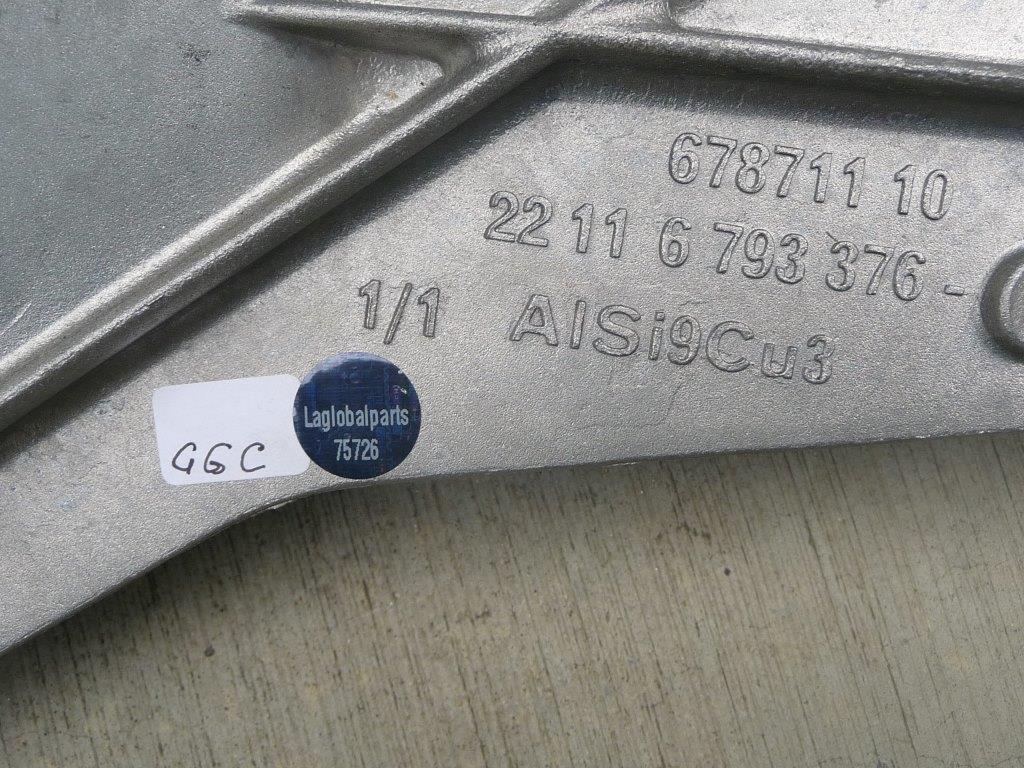 678711 10
22 11 6 793 376 -
1/1 AlSi9Cu3
Laglobalparts
75726
GGC